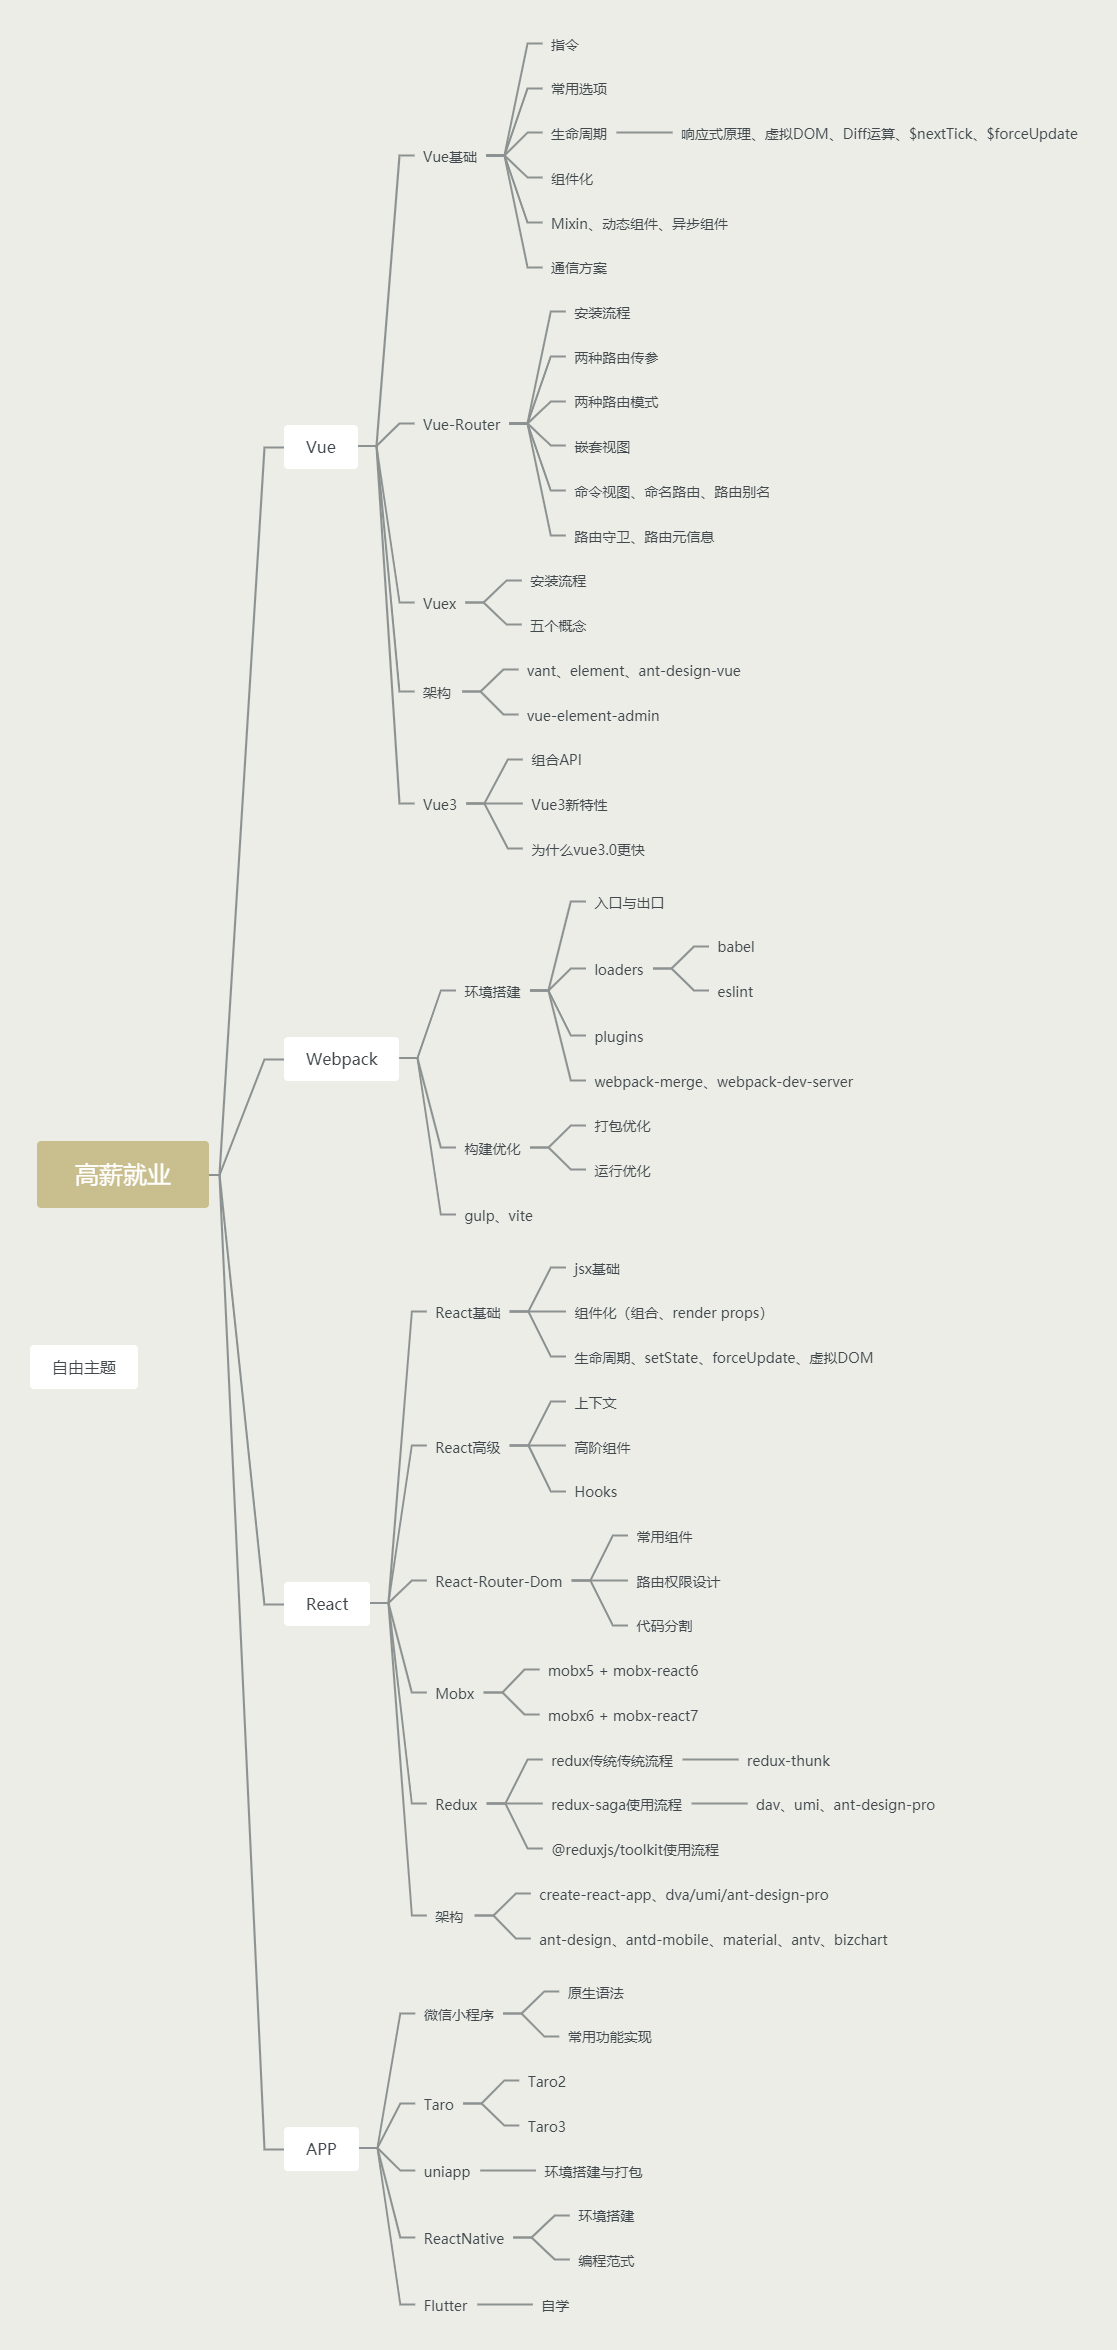 高薪就业
Vue
Vue基础
指令
常用选项
生命周期
响应式原理、虚拟DOM、Diff运算、$nextTick、$forceUpdate
组件化
Mixin、动态组件、异步组件
通信方案
Vue-Router
安装流程
两种路由传参
两种路由模式
嵌套视图
命令视图、命名路由、路由别名
路由守卫、路由元信息
Vuex
安装流程
五个概念
架构
vant、element、ant-design-vue
vue-element-admin
Vue3
组合API
Vue3新特性
为什么vue3.0更快
Webpack
环境搭建
入口与出口
loaders
babel
eslint
plugins
webpack-merge、webpack-dev-server
构建优化
打包优化
运行优化
gulp、vite
React
React基础
jsx基础
组件化（组合、render props）
生命周期、setState、forceUpdate、虚拟DOM
React高级
上下文
高阶组件
Hooks
React-Router-Dom
常用组件
路由权限设计
代码分割
Mobx
mobx5 + mobx-react6
mobx6 + mobx-react7
Redux
redux传统传统流程
redux-thunk
redux-saga使用流程
dav、umi、ant-design-pro
@reduxjs/toolkit使用流程
架构
create-react-app、dva/umi/ant-design-pro
ant-design、antd-mobile、material、antv、bizchart
APP
微信小程序
原生语法
常用功能实现
Taro
Taro2
Taro3
uniapp
环境搭建与打包
ReactNative
环境搭建
编程范式
Flutter
自学
自由主题